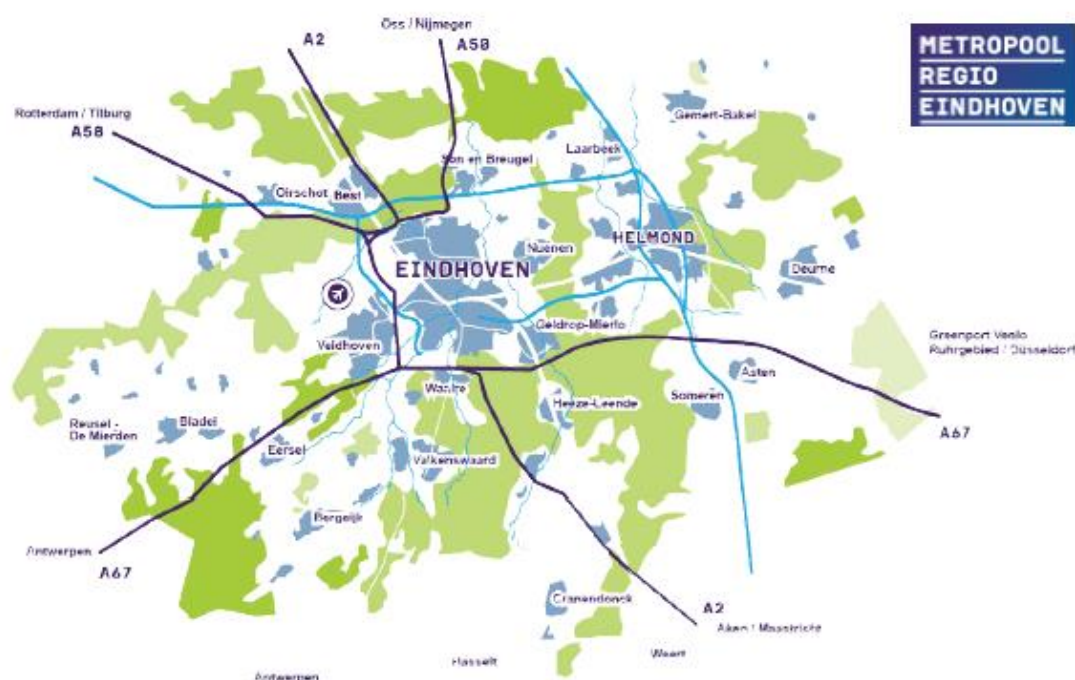 Oss / Nijmegen
A2
A50
METROPOOL
REGIO
EINDHOVEN
Rotterdam / Tilburg
A58
Gemert-Bakel
Laarbeek
Son en Breugel
Oirschot
Best
HELMOND
Nuenen
EINDHOVEN
Deurne
Geldrop-Mierlo
Veldhoven
Greenport Venlo
Ruhrgebied / Düsseldorf
Asten
Waalre
Someren
Heeze-Leende
Reusel -
De Mierden
Bladel
A67
Eersel
Valkenswaard
Bergeijk
Antwerpen
A67
Cranendonck
A2
Aken / Maastricht
Weert
Hasselt
Antwerpen